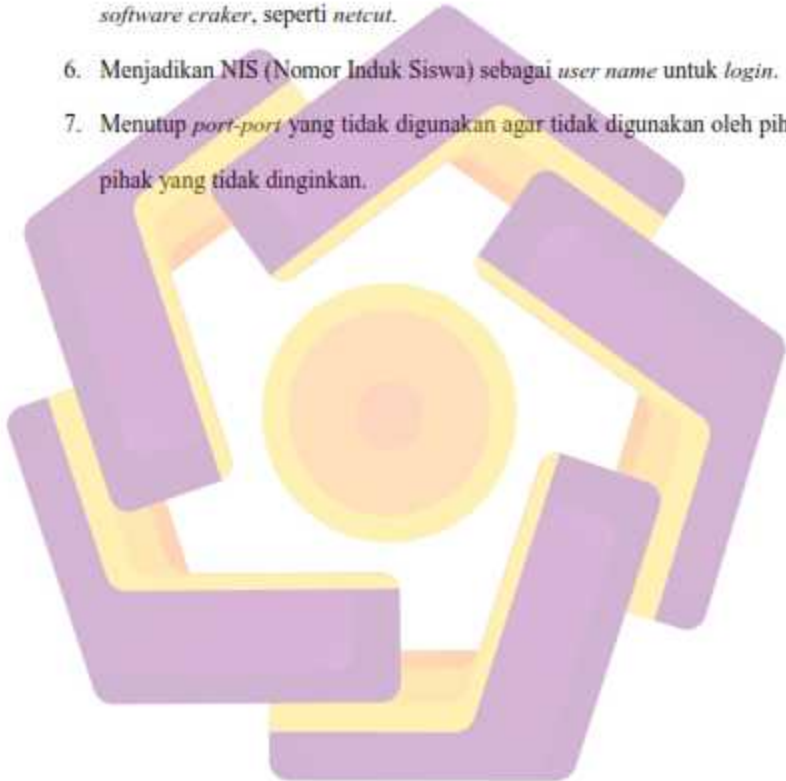 software craker, seperti netcut.
6. Menjadikan NIS (Nomor Induk Siswa) sebagai user name untuk login.
7. Menutup port-port yang tidak digunakan agar tidak digunakan oleh pih
pihak yang tidak dinginkan.